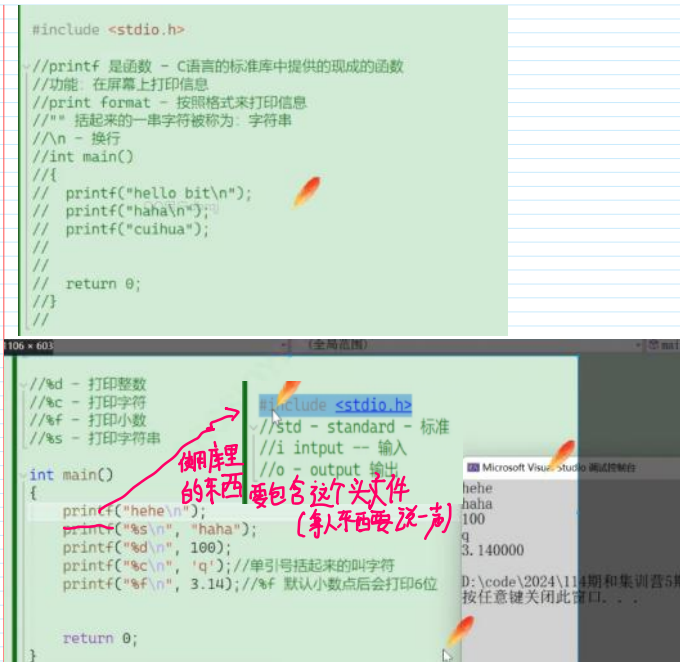 #include <stdio.h>
//printf 是函数 - C语言的标准库中提供的现成的函数
//功能：在屏幕上打印信息
//print format - 按照格式来打印信息
//"" 括起来的一串字符被称为：字符串
//\n - 换行
//int main()
//{
//  printf("hello bit\n");
//  printf("haha\n");
//  printf("cuihua");
//
//
//  return 0;
//}
//
1106 × 603
(全局范围)
mai
//%d - 打印整数
//%c - 打印字符
//%f - 打印小数
//%s - 打印字符串
#include <stdio.h>
//std - standard - 标准
//i intput -- 输入
//o - output 输出
库里
的东西要包含这个头文件
要说一声)
int main()
{
printf("hehe\n");
printf("%s\n", "haha");
printf("%d\n", 100);
printf("%c\n", 'q');//单引号括起来的叫字符
printf("%f\n", 3.14);//%f 默认小数点后会打印6位
return 0;
}
Microsoft Visual Studio 调试控制台
hehe
haha
100
q
3.140000
D:\code\2024\114期和集训营5期
按任意键关闭此窗口. . .